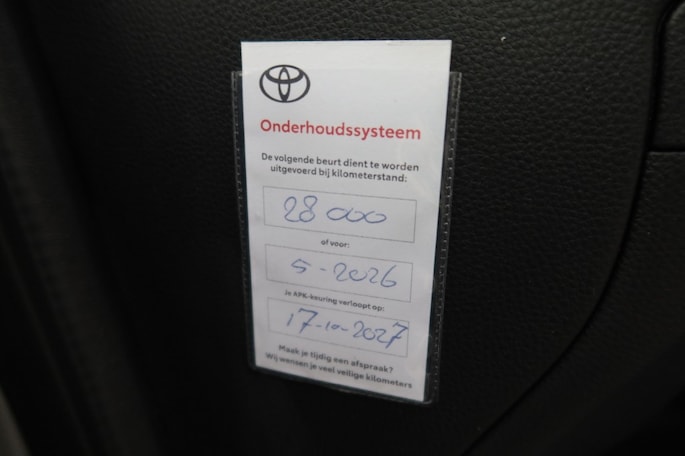 Onderhoudssysteem
De volgende beurt dient te worden
uitgevoerd bij kilometerstand:
28 000
of voor:
5-2026
Je APK-keuring verloopt op:
17-10-2027
Maak je tijdig een afspraak?
Wij wensen je veel veilige kilometers